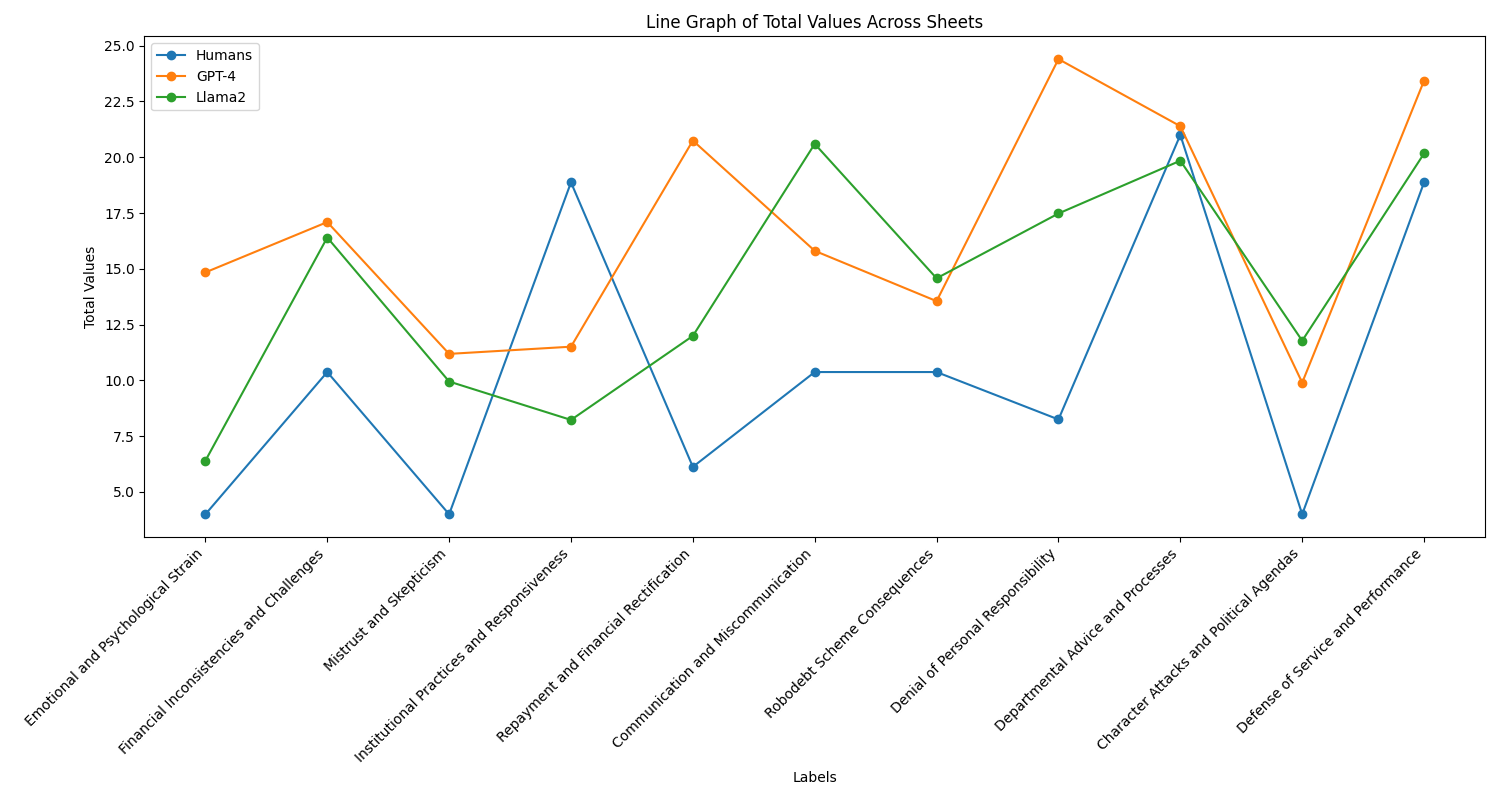 Line Graph of Total Values Across Sheets
Humans
GPT-4
Llama2
Total Values
25.0
22.5
20.0
17.5
15.0
12.5
10.0
7.5
5.0
Emotional and Psychological Strain
Financial Inconsistencies and Challenges
Mistrust and Skepticism
Institutional Practices and Responsiveness
Repayment and Financial Rectification
Communication and Miscommunication
Robodebt Scheme Consequences
Denial of Personal Responsibility
Departmental Advice and Processes
Character Attacks and Political Agendas
Defense of Service and Performance
Labels